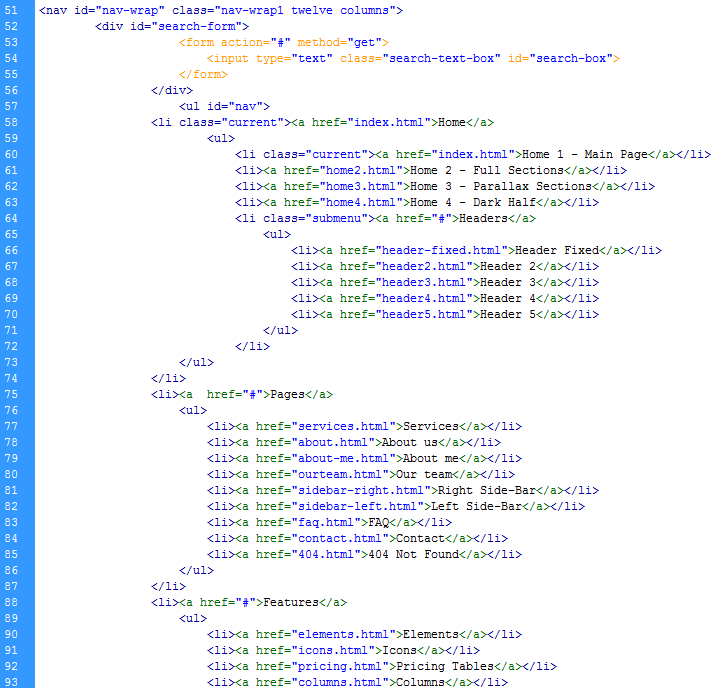 51 <nav id="nav-wrap" class="nav-wrap1 twelve columns">
52 <div id="search-form">
53 <form action="#" method="get">
54 <input type="text" class="search-text-box" id="search-box">
55 </form>
56 </div>
57 <ul id="nav">
58 <li class="current"><a href="index.html">Home</a>
59 <ul>
60 <li class="current"><a href="index.html">Home 1 - Main Page</a></li>
61 <li><a href="home2.html">Home 2 - Full Sections</a></li>
62 <li><a href="home3.html">Home 3 - Parallax Sections</a></li>
63 <li><a href="home4.html">Home 4 - Dark Half</a></li>
64 <li class="submenu"><a href="#">Headers</a>
65 <ul>
66 <li><a href="header-fixed.html">Header Fixed</a></li>
67 <li><a href="header2.html">Header 2</a></li>
68 <li><a href="header3.html">Header 3</a></li>
69 <li><a href="header4.html">Header 4</a></li>
70 <li><a href="header5.html">Header 5</a></li>
71 </ul>
72 </li>
73 </ul>
74 </li>
75 <li><a  href="#">Pages</a>
76 <ul>
77 <li><a href="services.html">Services</a></li>
78 <li><a href="about.html">About us</a></li>
79 <li><a href="about-me.html">About me</a></li>
80 <li><a href="ourteam.html">Our team</a></li>
81 <li><a href="sidebar-right.html">Right Side-Bar</a></li>
82 <li><a href="sidebar-left.html">Left Side-Bar</a></li>
83 <li><a href="faq.html">FAQ</a></li>
84 <li><a href="contact.html">Contact</a></li>
85 <li><a href="404.html">404 Not Found</a></li>
86 </ul>
87 </li>
88 <li><a href="#">Features</a>
89 <ul>
90 <li><a href="elements.html">Elements</a></li>
91 <li><a href="icons.html">Icons</a></li>
92 <li><a href="pricing.html">Pricing Tables</a></li>
93 <li><a href="columns.html">Columns</a></li>